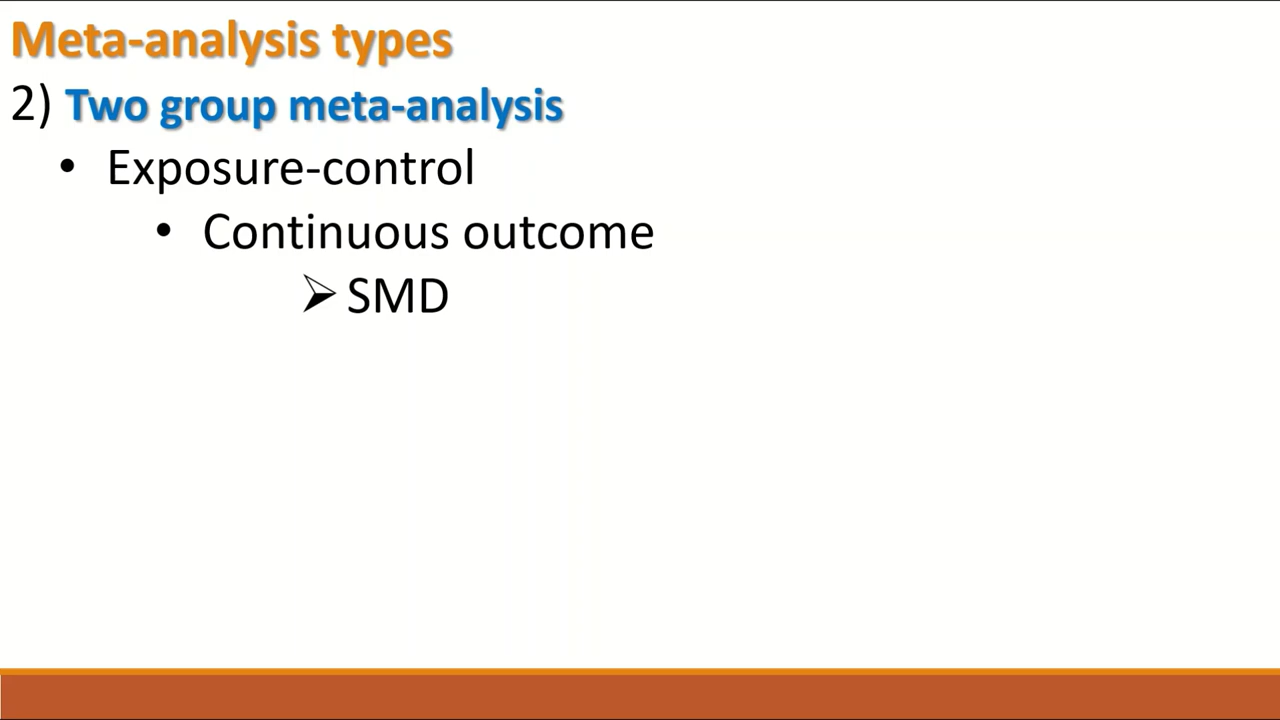 Meta-analysis types
2) Two group meta-analysis
• Exposure-control
• Continuous outcome
➢ SMD